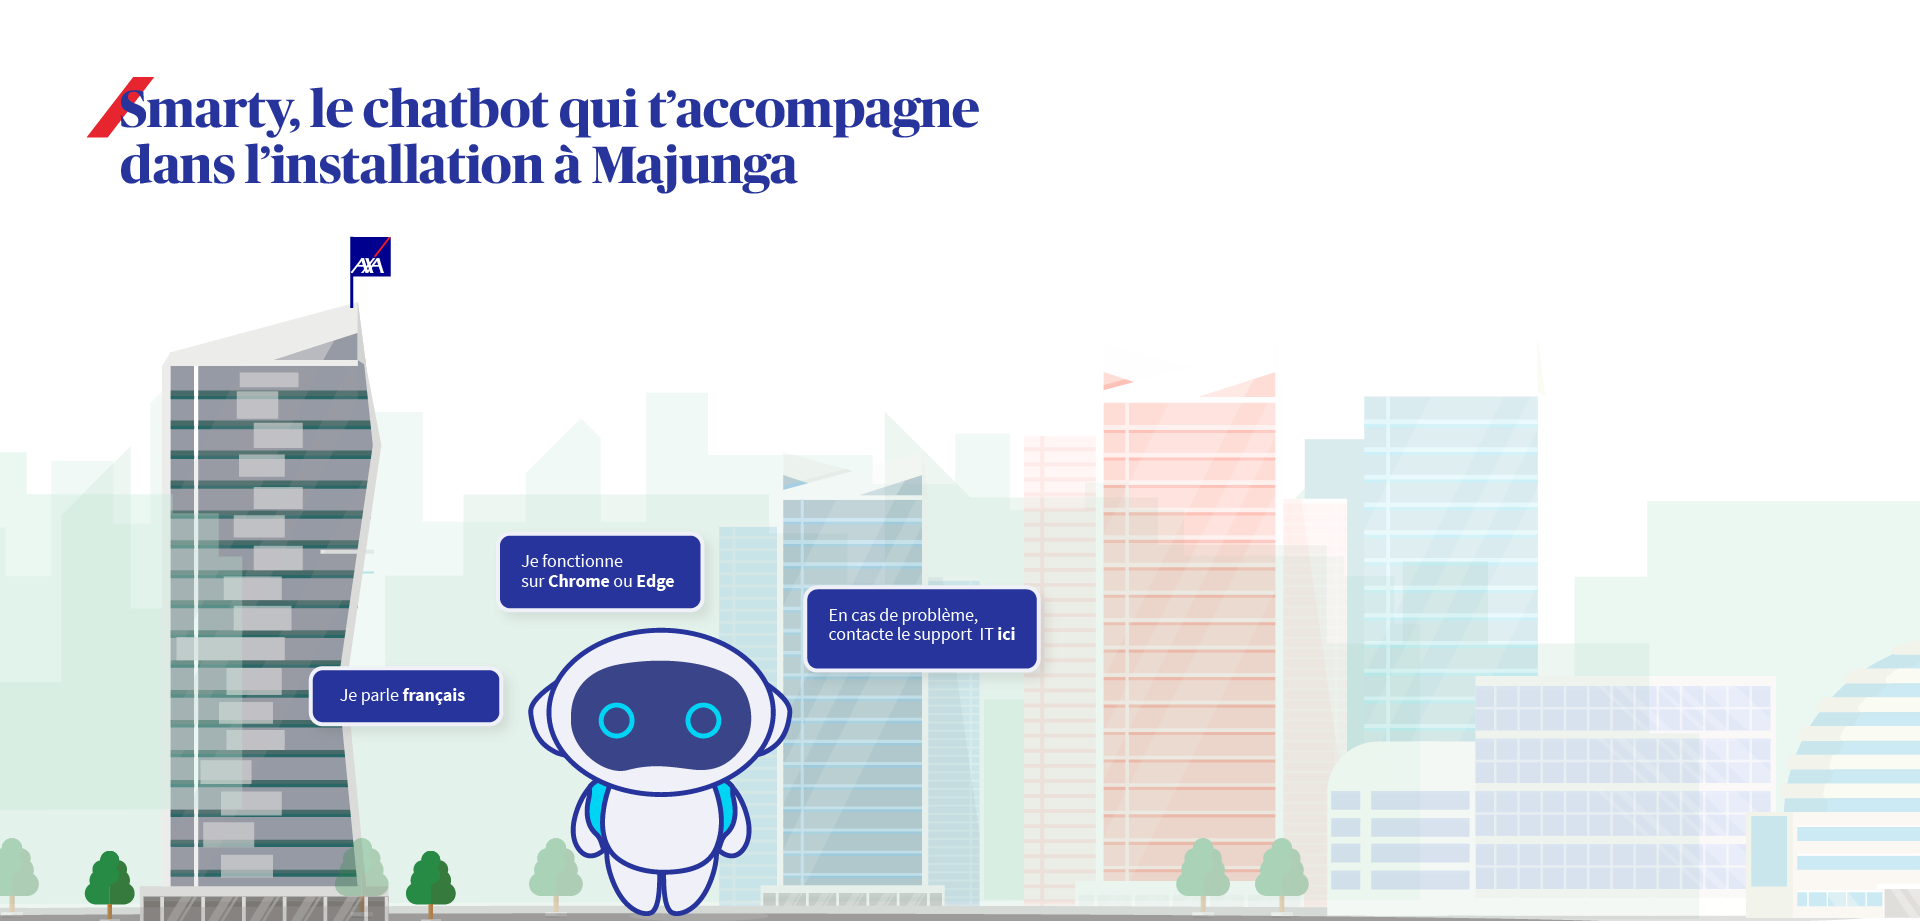 Smarty, le chatbot qui t’accompagne
dans l’installation à Majunga
AXA
Je fonctionne
sur Chrome ou Edge
En cas de problème,
contacte le support IT ici
Je parle français